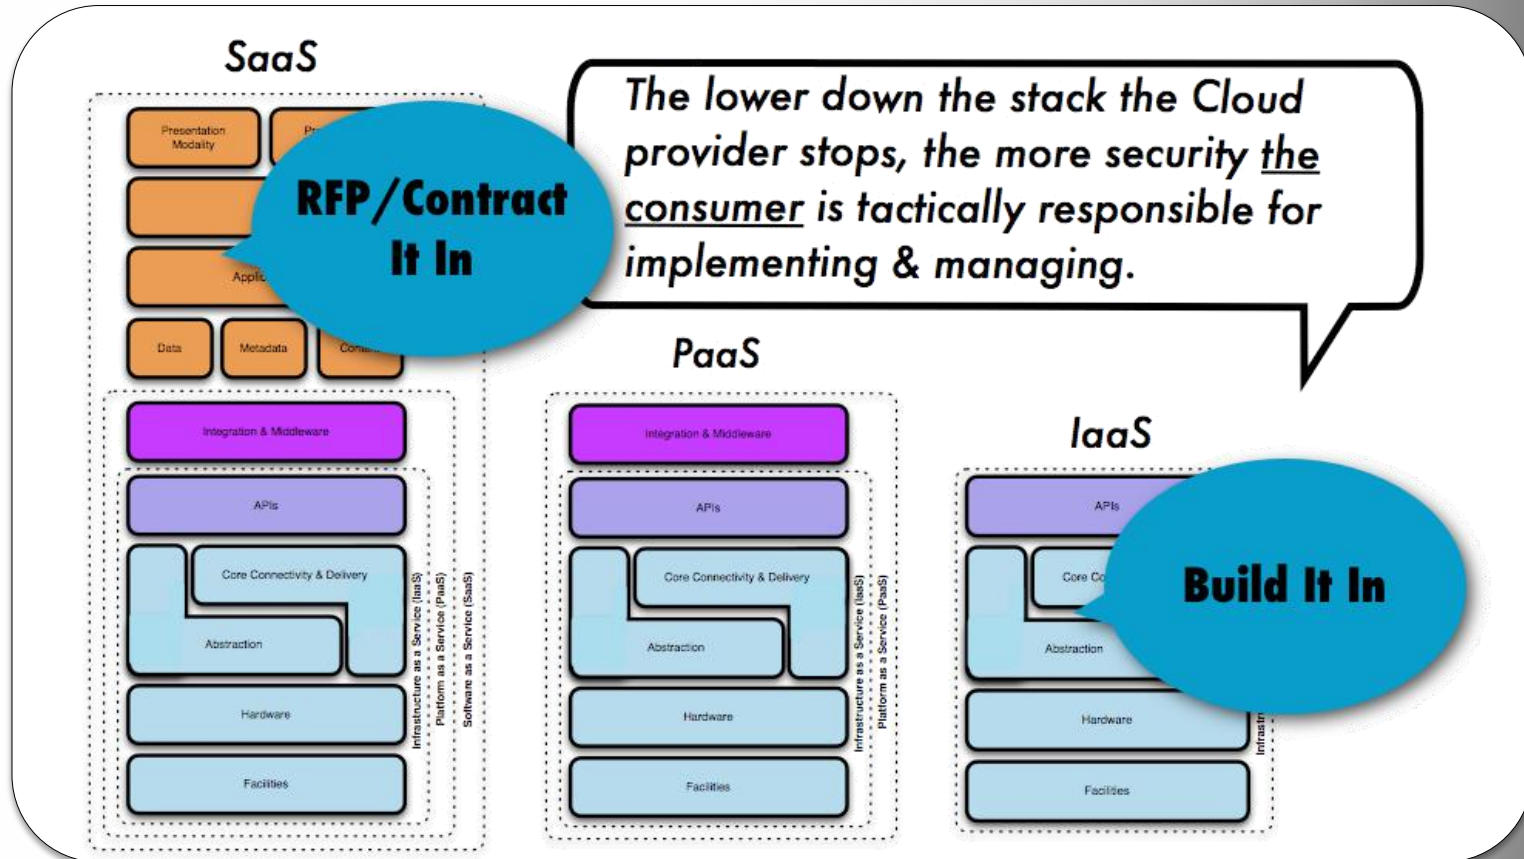 SaaS
The lower down the stack the Cloud
provider stops, the more security the
consumer is tactically responsible for
implementing & managing.
RFP/Contract
It In
Presentation
Modality
Data
Metadata
Integration & Middleware
APIs
Core Connectivity & Delivery
Abstraction
Hardware
Facilities
Infrastructure as a Service (IaaS)
Platform as a Service (PaaS)
Software as a Service (SaaS)
PaaS
Integration & Middleware
APIs
Core Connectivity & Delivery
Abstraction
Hardware
Facilities
Infrastructure as a Service (IaaS)
Platform as a Service (PaaS)
IaaS
APIs
Core
Build It In
Abstraction
Hardware
Facilities